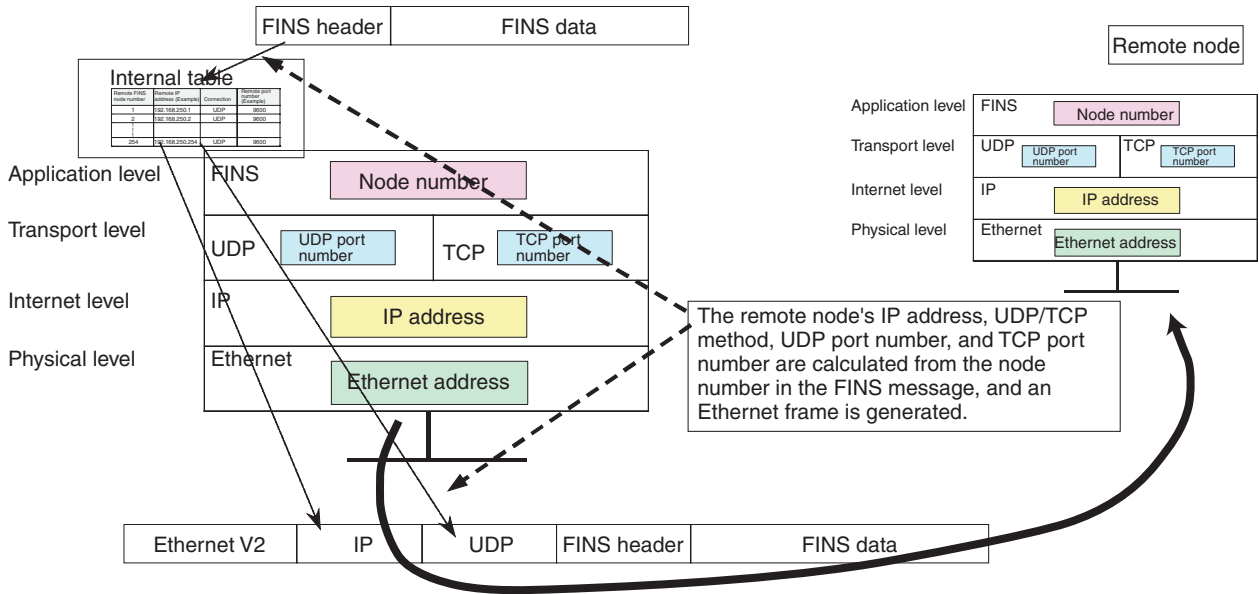 FINS header FINS data
Remote node
Internal table
Remote FINS node number Remote IP address (Example) Connection Remote port number (Example)
1 192.168.250.1 UDP 9600
2 192.168.250.2 UDP 9600
254 192.168.250.254 UDP 9600
Application level FINS Node number
Transport level UDP UDP port number TCP TCP port number
Internet level IP IP address
Physical level Ethernet Ethernet address
Application level FINS Node number
Transport level UDP UDP port number TCP TCP port number
Internet level IP IP address
Physical level Ethernet Ethernet address
The remote node's IP address, UDP/TCP
method, UDP port number, and TCP port
number are calculated from the node
number in the FINS message, and an
Ethernet frame is generated.
Ethernet V2 IP UDP FINS header FINS data